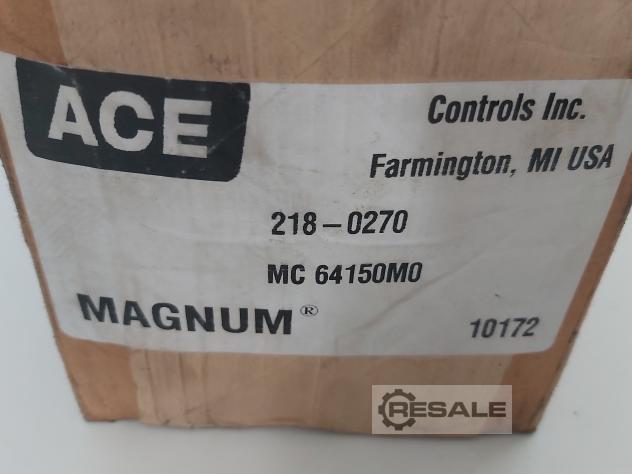 ACE
Controls Inc.
Farmington, MI USA
218-0270
MC 64150M0
MAGNUM®
10172
RESALE